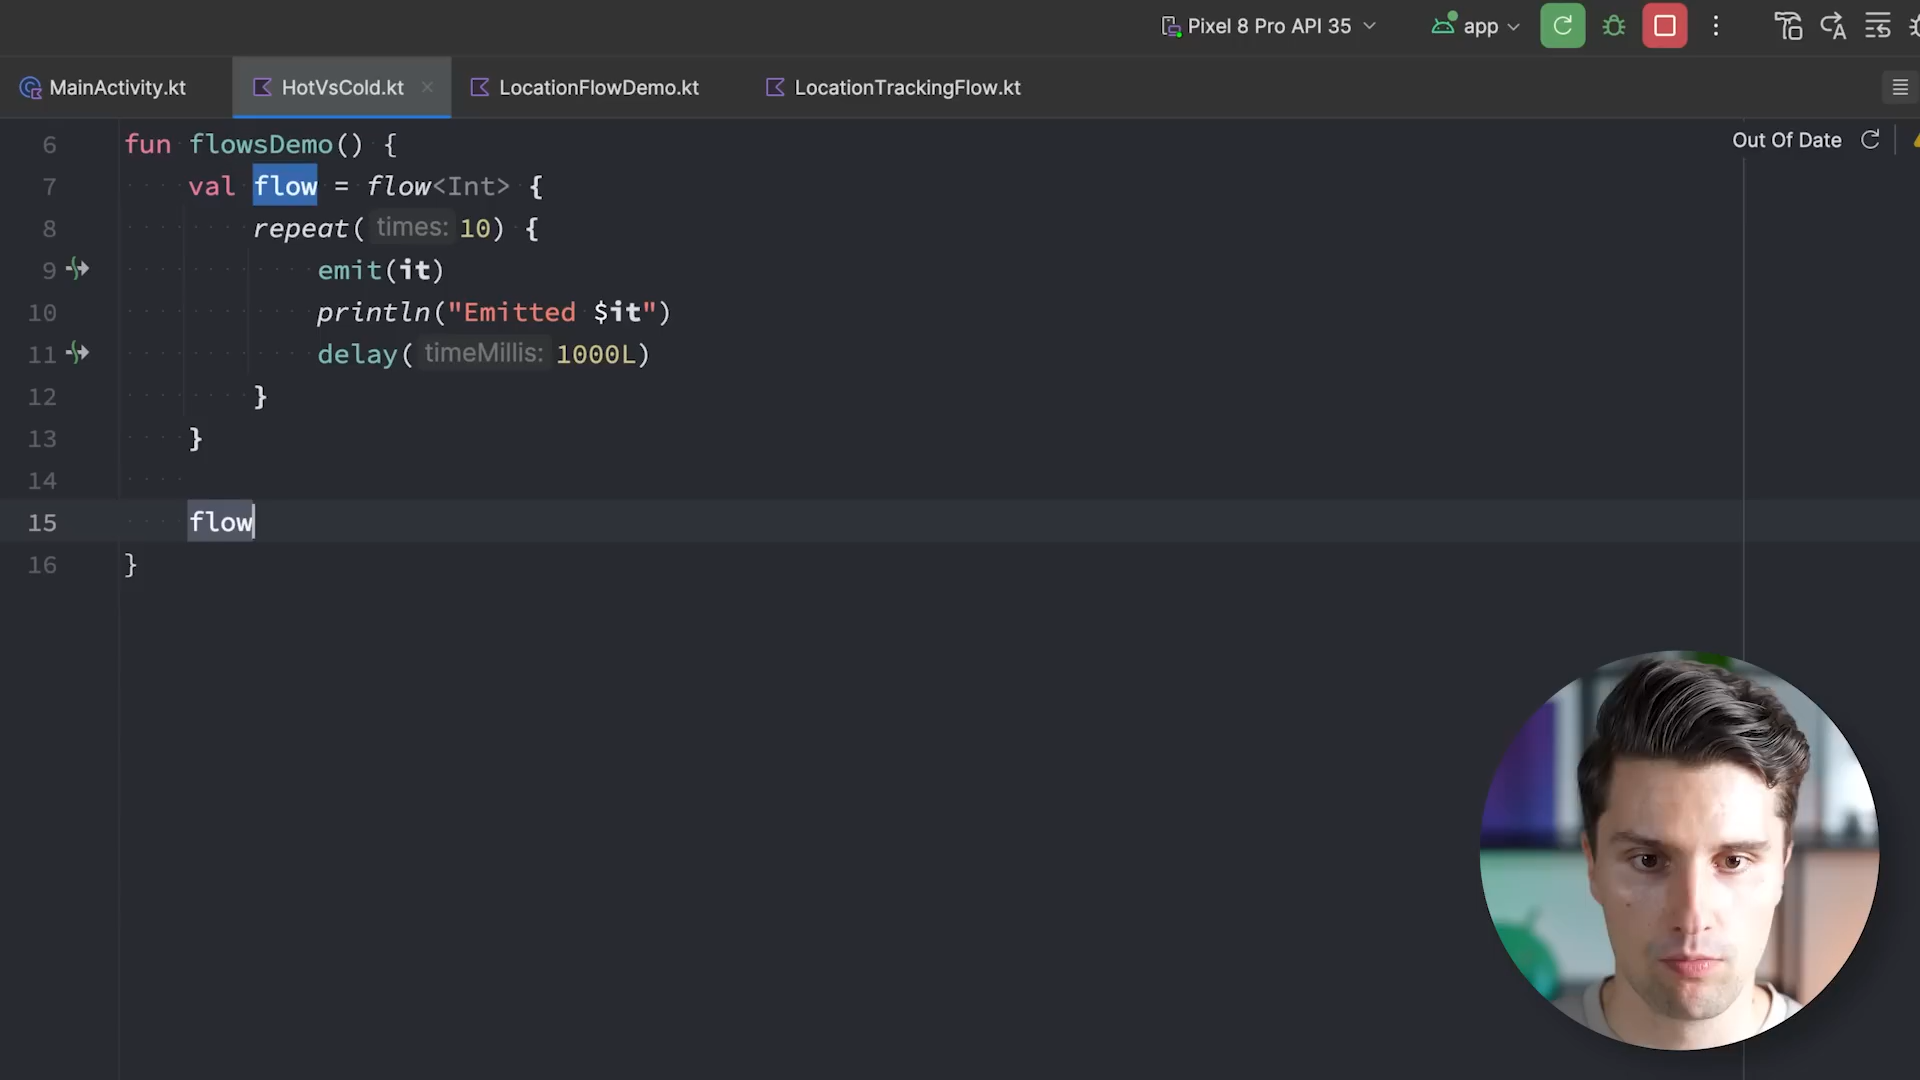 Pixel 8 Pro API 35
app
MainActivity.kt
HotVsCold.kt
LocationFlowDemo.kt
LocationTrackingFlow.kt
Out Of Date
6 fun flowsDemo() {
7 val flow = flow<Int> {
8 repeat( times: 10) {
9 emit(it)
10 println("Emitted $it")
11 delay( timeMillis: 1000L)
12 }
13 }
14
15 flow
16 }